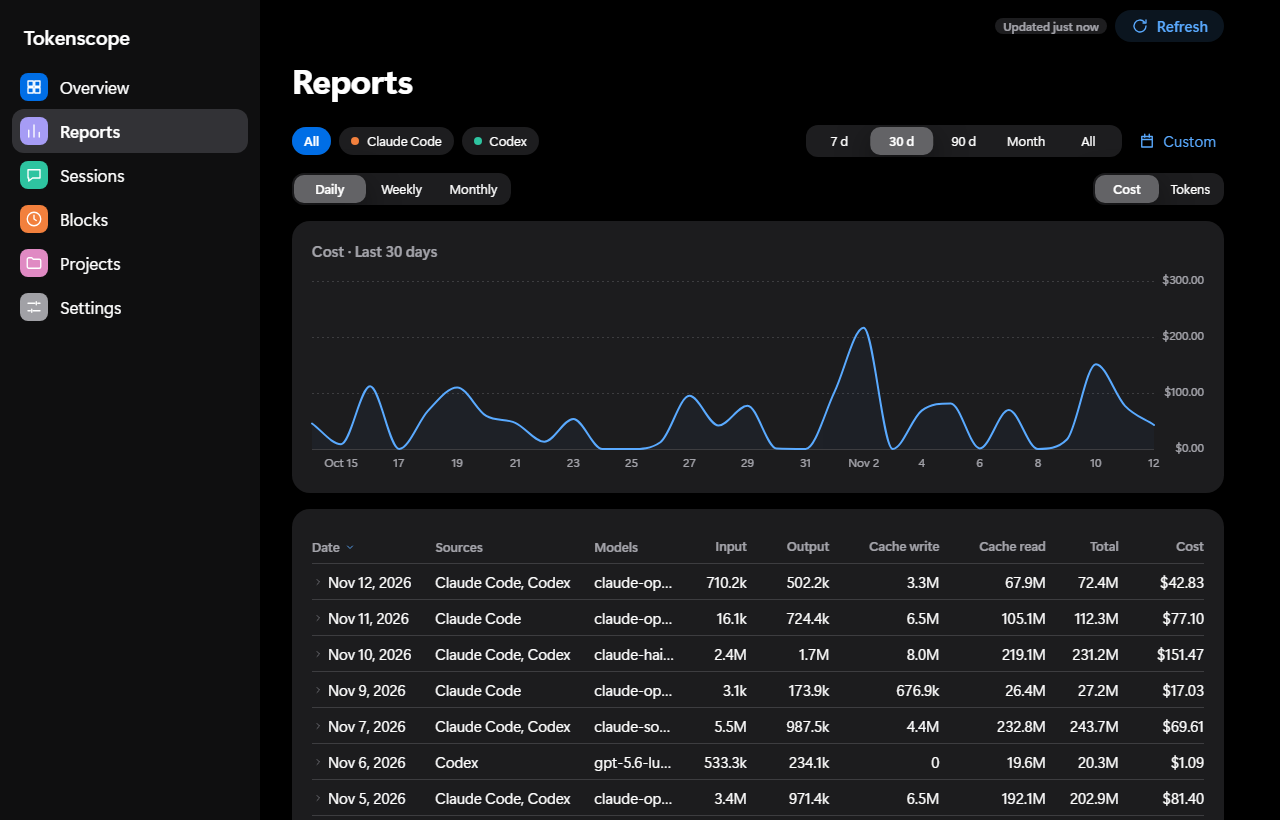 Tokenscope
Overview
Reports
Sessions
Blocks
Projects
Settings
Updated just now
Refresh
Reports
All Claude Code Codex
7 d 30 d 90 d Month All Custom
Daily Weekly Monthly
Cost Tokens
Cost · Last 30 days
$300.00
$200.00
$100.00
$0.00
Oct 15 17 19 21 23 25 27 29 31 Nov 2 4 6 8 10 12
Date Sources Models Input Output Cache write Cache read Total Cost
Nov 12, 2026 Claude Code, Codex claude-op... 710.2k 502.2k 3.3M 67.9M 72.4M $42.83
Nov 11, 2026 Claude Code claude-op... 16.1k 724.4k 6.5M 105.1M 112.3M $77.10
Nov 10, 2026 Claude Code, Codex claude-hai... 2.4M 1.7M 8.0M 219.1M 231.2M $151.47
Nov 9, 2026 Claude Code claude-op... 3.1k 173.9k 676.9k 26.4M 27.2M $17.03
Nov 7, 2026 Claude Code, Codex claude-so... 5.5M 987.5k 4.4M 232.8M 243.7M $69.61
Nov 6, 2026 Codex gpt-5.6-lu... 533.3k 234.1k 0 19.6M 20.3M $1.09
Nov 5, 2026 Claude Code, Codex claude-op... 3.4M 971.4k 6.5M 192.1M 202.9M $81.40